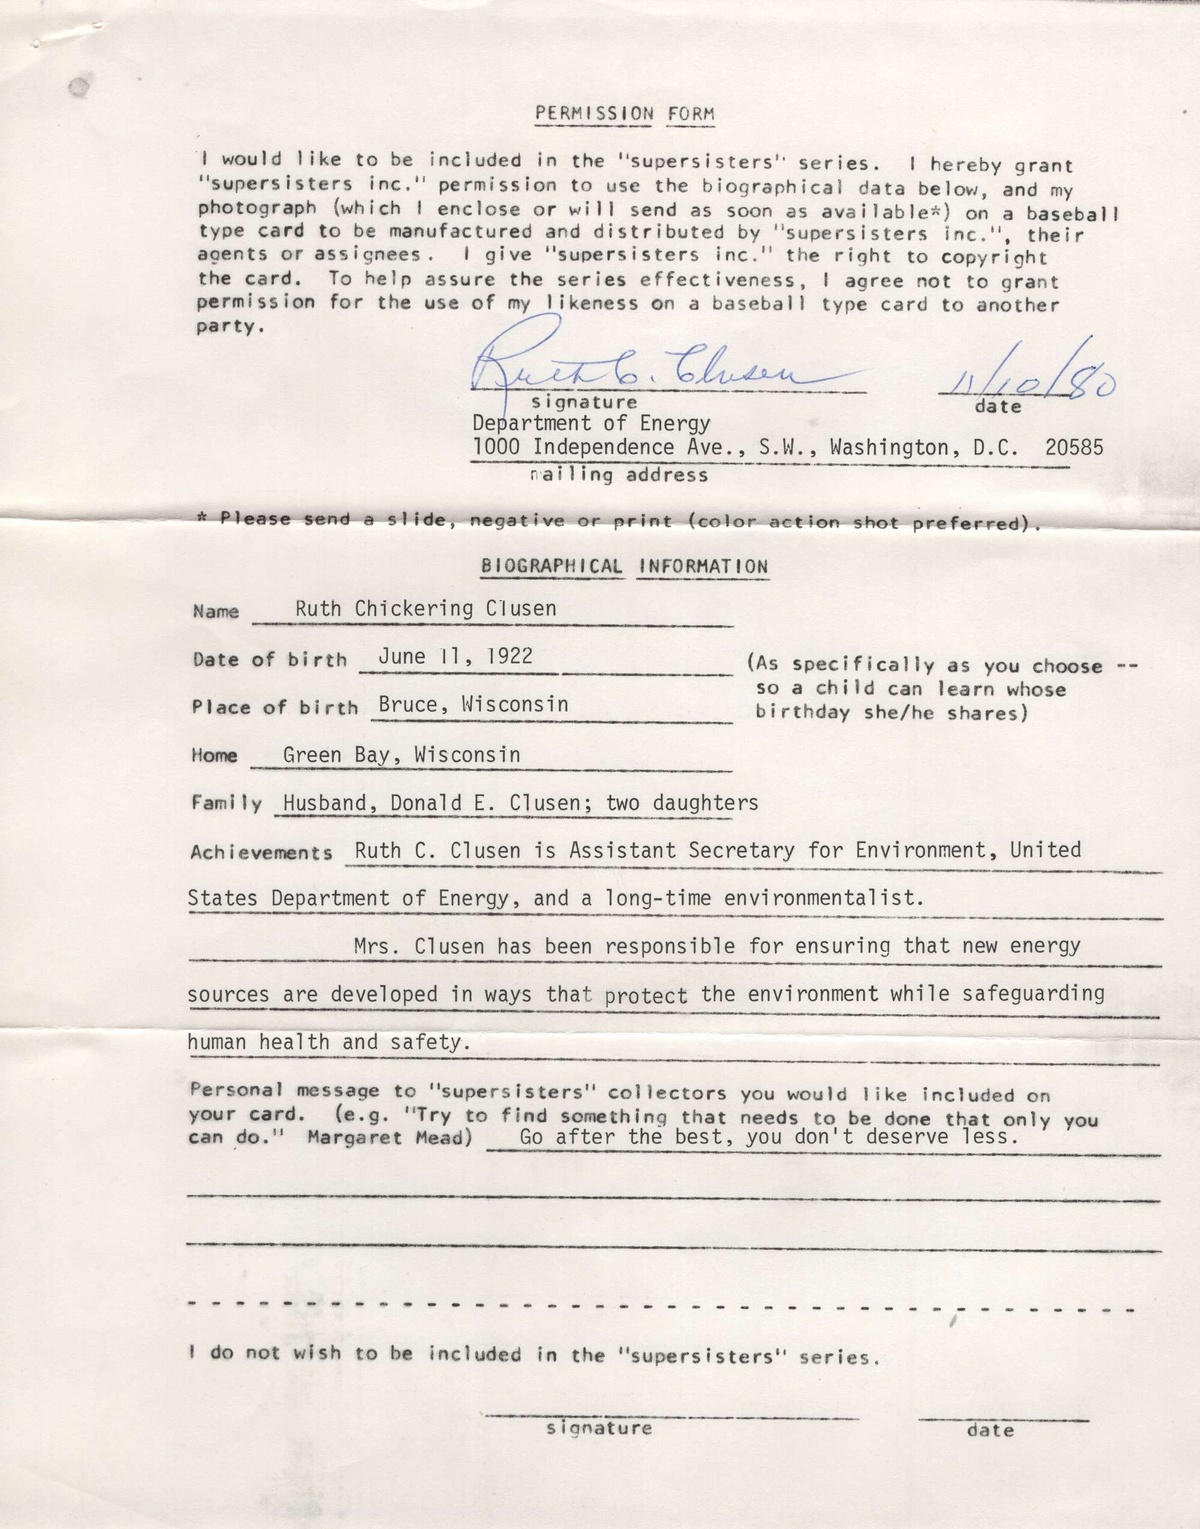 PERMISSION FORM
I would like to be included in the "supersisters" series. I hereby grant
"supersisters inc." permission to use the biographical data below, and my
photograph (which I enclose or will send as soon as available*) on a baseball
type card to be manufactured and distributed by "supersisters inc.", their
agents or assignees. I give "supersisters inc." the right to copyright
the card. To help assure the series effectiveness, I agree not to grant
permission for the use of my likeness on a baseball type card to another
party.
Ruth C. Clusen 11/10/80
signature date
Department of Energy
1000 Independence Ave., S.W., Washington, D.C. 20585
mailing address
* Please send a slide, negative or print (color action shot preferred).
BIOGRAPHICAL INFORMATION
Name Ruth Chickering Clusen
Date of birth June 11, 1922 (As specifically as you choose --
so a child can learn whose
Place of birth Bruce, Wisconsin birthday she/he shares)
Home Green Bay, Wisconsin
Family Husband, Donald E. Clusen; two daughters
Achievements Ruth C. Clusen is Assistant Secretary for Environment, United
States Department of Energy, and a long-time environmentalist.
Mrs. Clusen has been responsible for ensuring that new energy
sources are developed in ways that protect the environment while safeguarding
human health and safety.
Personal message to "supersisters" collectors you would like included on
your card. (e.g. "Try to find something that needs to be done that only you
can do." Margaret Mead) Go after the best, you don't deserve less.
I do not wish to be included in the "supersisters" series.
signature date